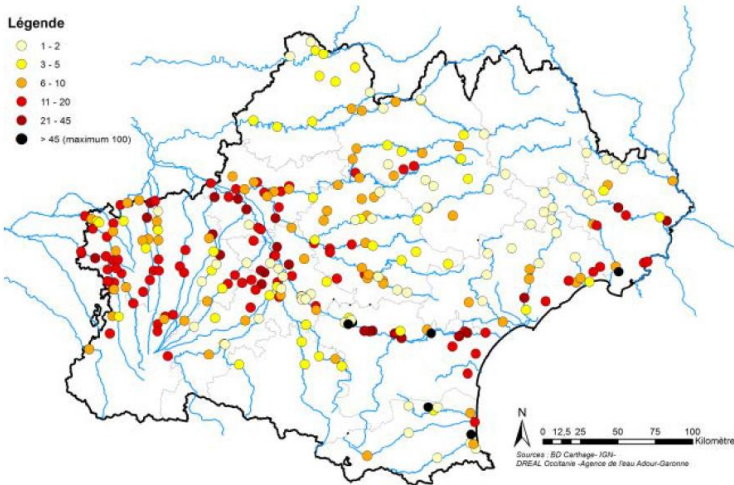 Légende
1 - 2
3 - 5
6 - 10
11 - 20
21 - 45
> 45 (maximum 100)
N
0 12,5 25 50 75 100
Kilomètre
Sources : BD Carthage- IGN-
DREAL Occitanie -Agence de l'eau Adour-Garonne